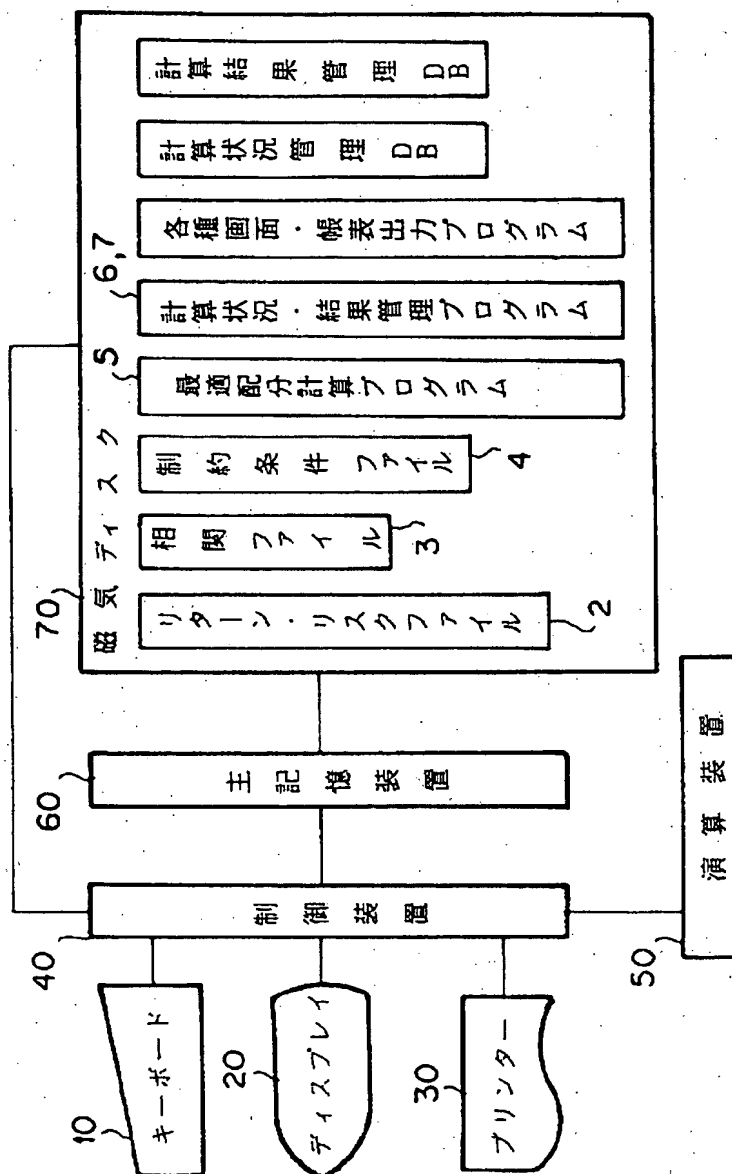 10
キーボード
20
ディスプレイ
30
プリンター
40
制御装置
50
演算装置
60
主記憶装置
70
磁気ディスク
リターン・リスクファイル
2
相関ファイル
3
制約条件ファイル
4
5
最適配分計算プログラム
6,7
計算状況・結果管理プログラム
各種画面・帳表出力プログラム
計算状況管理DB
計算結果管理DB